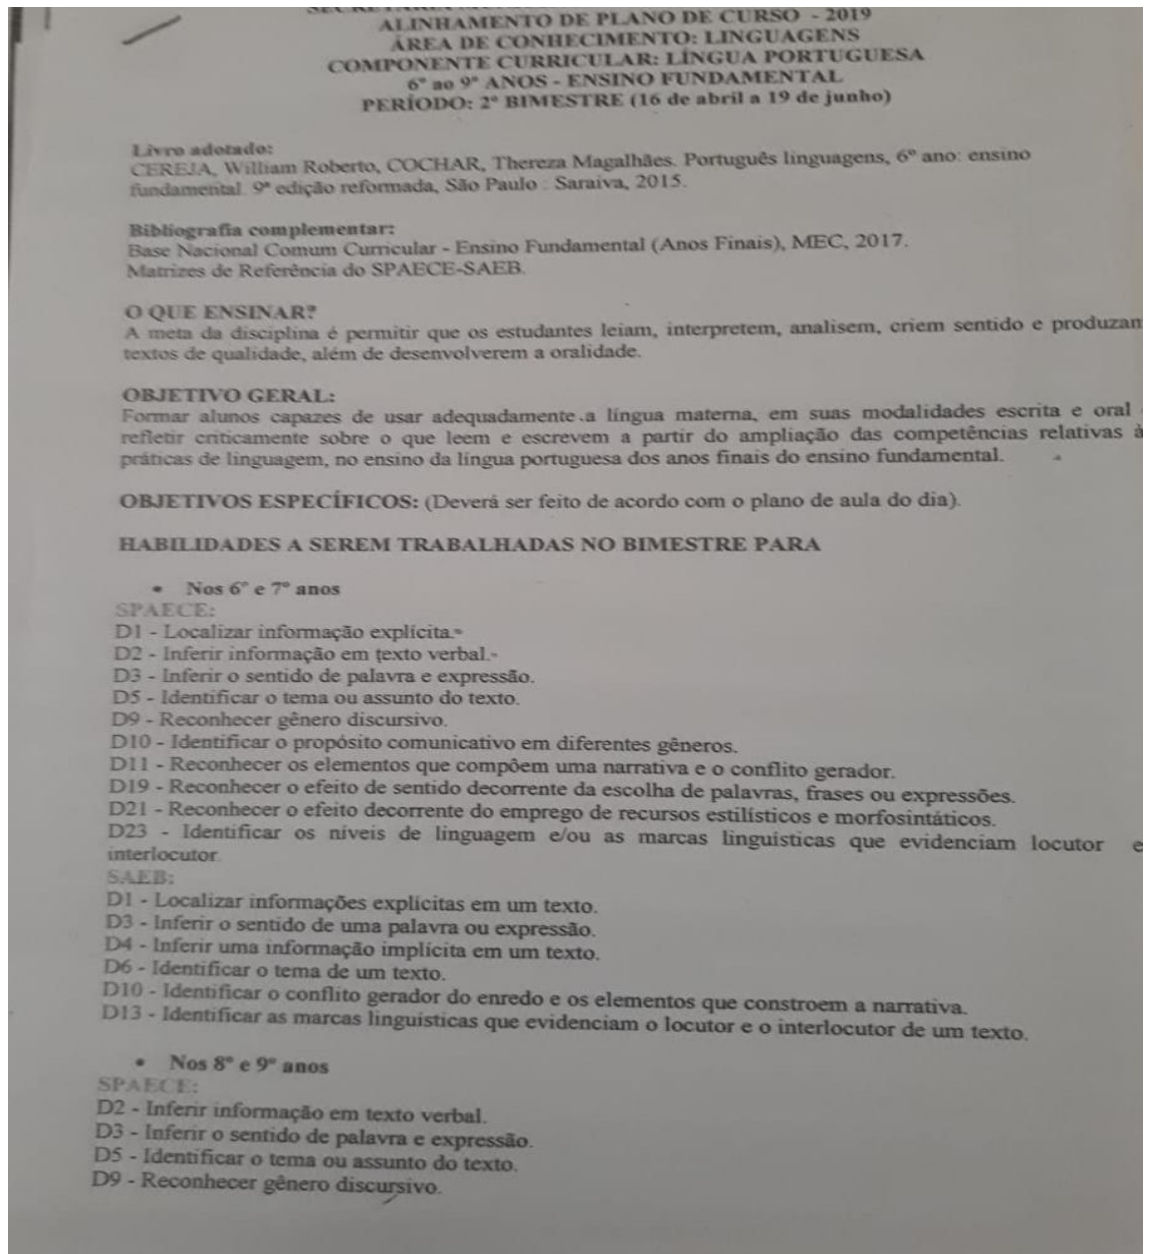 ALINHAMENTO DE PLANO DE CURSO - 2019
ÁREA DE CONHECIMENTO: LINGUAGENS
COMPONENTE CURRICULAR: LÍNGUA PORTUGUESA
6º ao 9º ANOS - ENSINO FUNDAMENTAL
PERÍODO: 2º BIMESTRE (16 de abril a 19 de junho)
Livro adotado:
CEREJA, William Roberto, COCHAR, Thereza Magalhães. Português linguagens, 6º ano: ensino
fundamental. 9ª edição reformada, São Paulo : Saraiva, 2015.
Bibliografia complementar:
Base Nacional Comum Curricular - Ensino Fundamental (Anos Finais), MEC, 2017.
Matrizes de Referência do SPAECE-SAEB.
O QUE ENSINAR?
A meta da disciplina é permitir que os estudantes leiam, interpretem, analisem, criem sentido e produzam
textos de qualidade, além de desenvolverem a oralidade.
OBJETIVO GERAL:
Formar alunos capazes de usar adequadamente a língua materna, em suas modalidades escrita e oral
refletir criticamente sobre o que leem e escrevem a partir do ampliação das competências relativas à
práticas de linguagem, no ensino da língua portuguesa dos anos finais do ensino fundamental.
OBJETIVOS ESPECÍFICOS: (Deverá ser feito de acordo com o plano de aula do dia).
HABILIDADES A SEREM TRABALHADAS NO BIMESTRE PARA
• Nos 6º e 7º anos
SPAECE:
D1 - Localizar informação explícita.
D2 - Inferir informação em texto verbal.
D3 - Inferir o sentido de palavra e expressão.
D5 - Identificar o tema ou assunto do texto.
D9 - Reconhecer gênero discursivo.
D10 - Identificar o propósito comunicativo em diferentes gêneros.
D11 - Reconhecer os elementos que compõem uma narrativa e o conflito gerador.
D19 - Reconhecer o efeito de sentido decorrente da escolha de palavras, frases ou expressões.
D21 - Reconhecer o efeito decorrente do emprego de recursos estilísticos e morfosintáticos.
D23 - Identificar os níveis de linguagem e/ou as marcas linguísticas que evidenciam locutor e
interlocutor.
SAEB:
D1 - Localizar informações explícitas em um texto.
D3 - Inferir o sentido de uma palavra ou expressão.
D4 - Inferir uma informação implícita em um texto.
D6 - Identificar o tema de um texto.
D10 - Identificar o conflito gerador do enredo e os elementos que constroem a narrativa.
D13 - Identificar as marcas linguísticas que evidenciam o locutor e o interlocutor de um texto.
• Nos 8º e 9º anos
SPAECE:
D2 - Inferir informação em texto verbal.
D3 - Inferir o sentido de palavra e expressão.
D5 - Identificar o tema ou assunto do texto.
D9 - Reconhecer gênero discursivo.